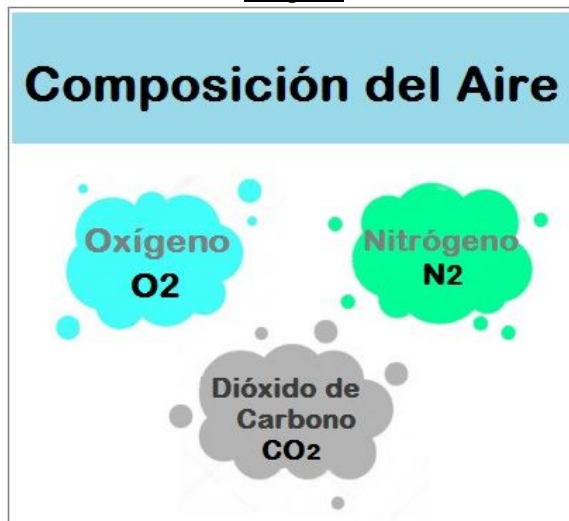 Composición del Aire
Oxígeno
O2
Nitrógeno
N2
Dióxido de
Carbono
CO2